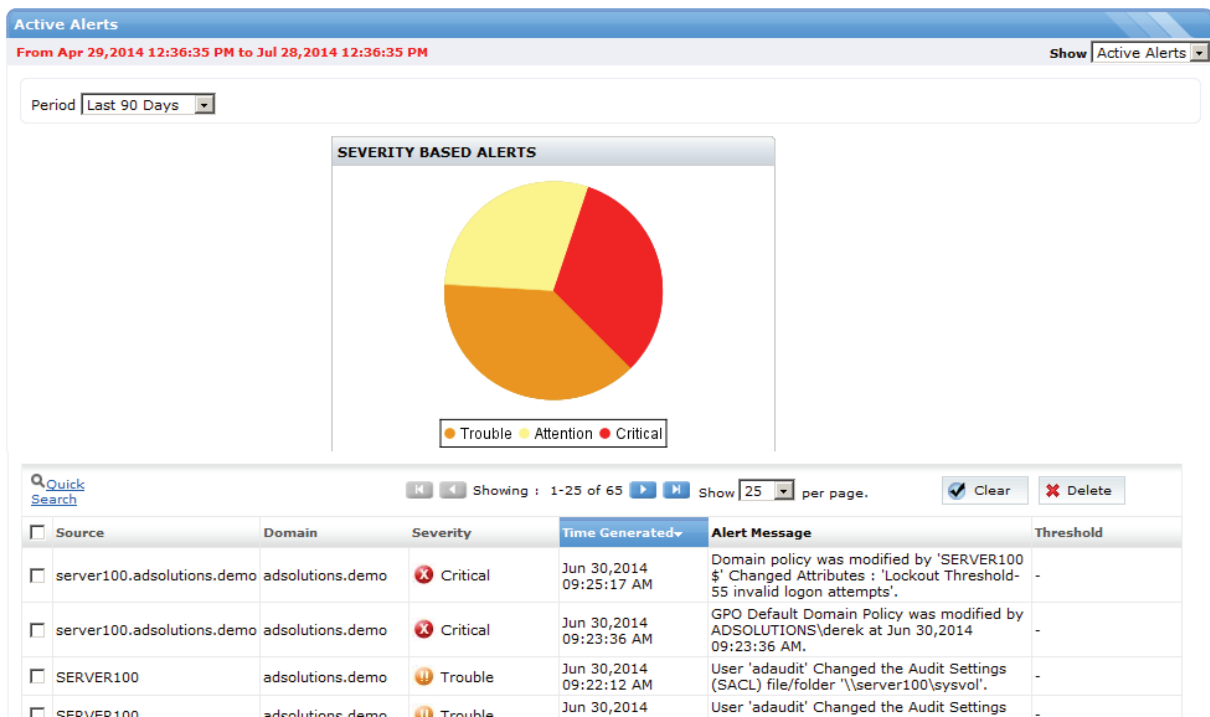 Active Alerts
From Apr 29,2014 12:36:35 PM to Jul 28,2014 12:36:35 PM
Show Active Alerts
Period Last 90 Days
SEVERITY BASED ALERTS
Trouble Attention Critical
Quick
Search
Showing : 1-25 of 65 Show 25 per page.
Clear
Delete
Source Domain Severity Time Generated Alert Message Threshold
server100.adsolutions.demo adsolutions.demo Critical
Jun 30,2014
09:25:17 AM
Domain policy was modified by 'SERVER100
$' Changed Attributes : 'Lockout Threshold-
55 invalid logon attempts'.
-
server100.adsolutions.demo adsolutions.demo Critical
Jun 30,2014
09:23:36 AM
GPO Default Domain Policy was modified by
ADSOLUTIONS\derek at Jun 30,2014
09:23:36 AM.
-
SERVER100 adsolutions.demo Trouble
Jun 30,2014
09:22:12 AM
User 'adaudit' Changed the Audit Settings
(SACL) file/folder '\\server100\sysvol'.
-
SERVER100 adsolutions.demo Trouble
Jun 30,2014
User 'adaudit' Changed the Audit Settings
-